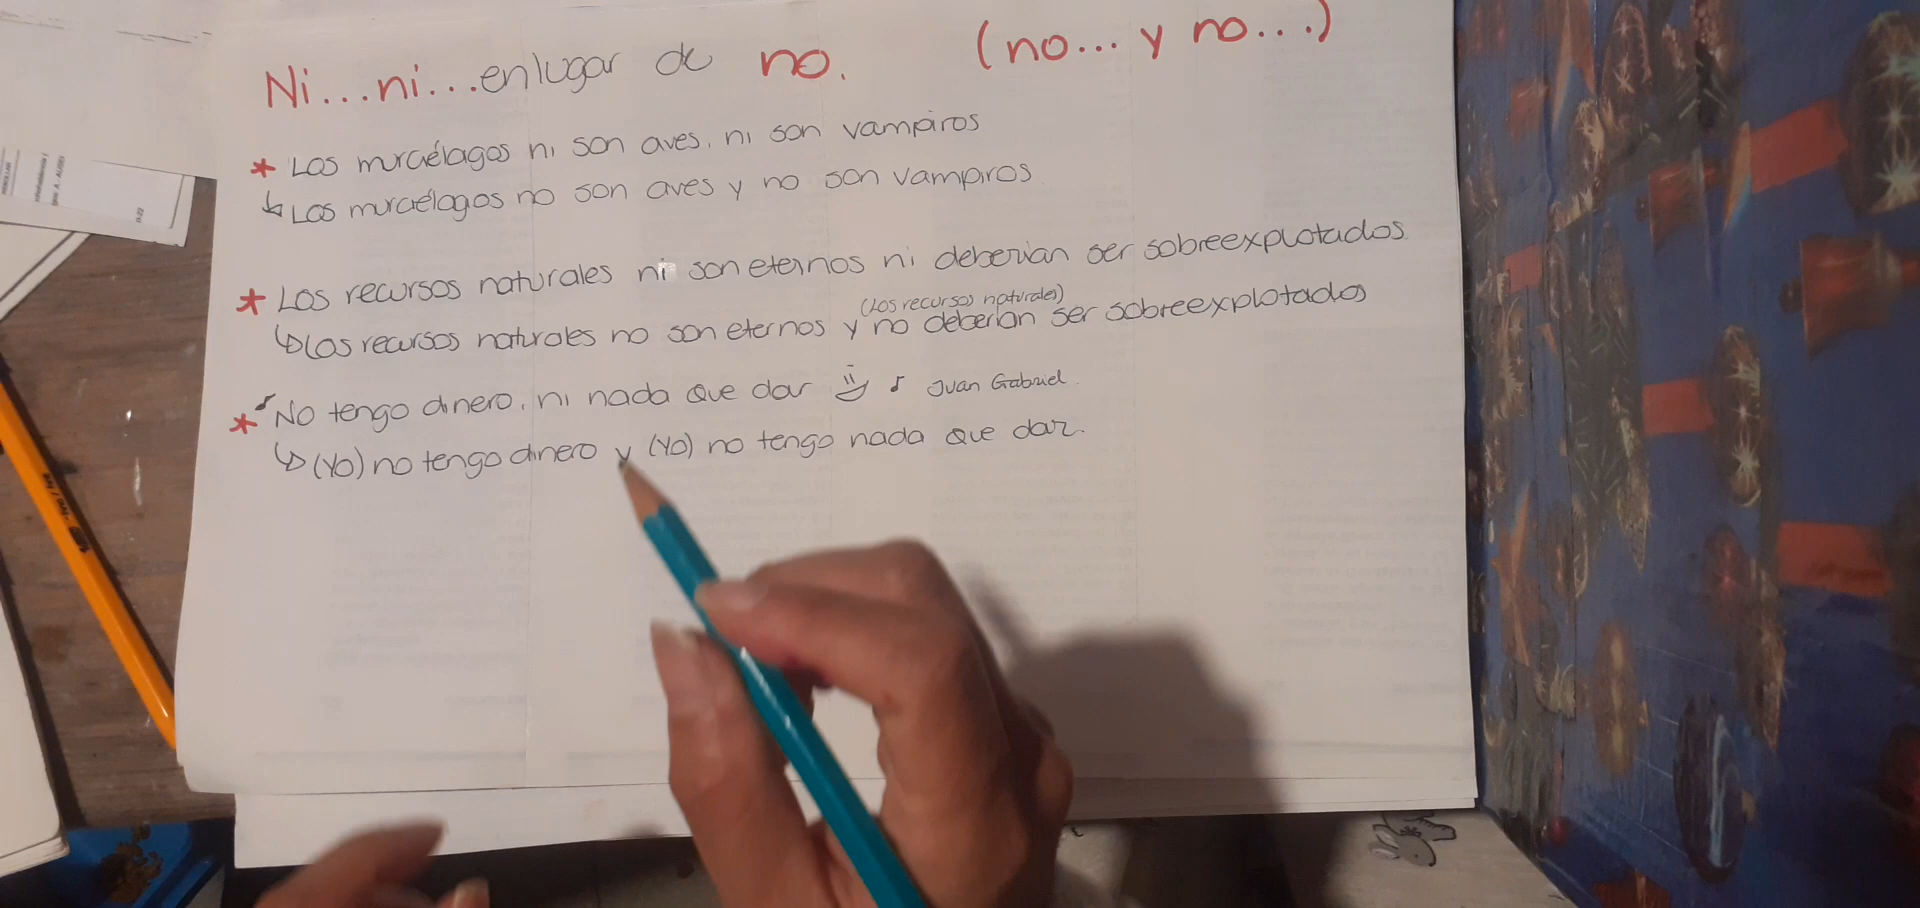 Ni...ni...en lugar de no. (no... y no...)
* Los murciélagos ni son aves, ni son vampiros
↳ Los murciélagos no son aves y no son vampiros.
* Los recursos naturales ni son eternos ni deberían ser sobreexplotados.
(Los recursos naturales)
↳ Los recursos naturales no son eternos y no deberían ser sobreexplotados
* ♪ No tengo dinero, ni nada que dar ♪ Juan Gabriel.
↳ (Yo) no tengo dinero y (Yo) no tengo nada que dar.